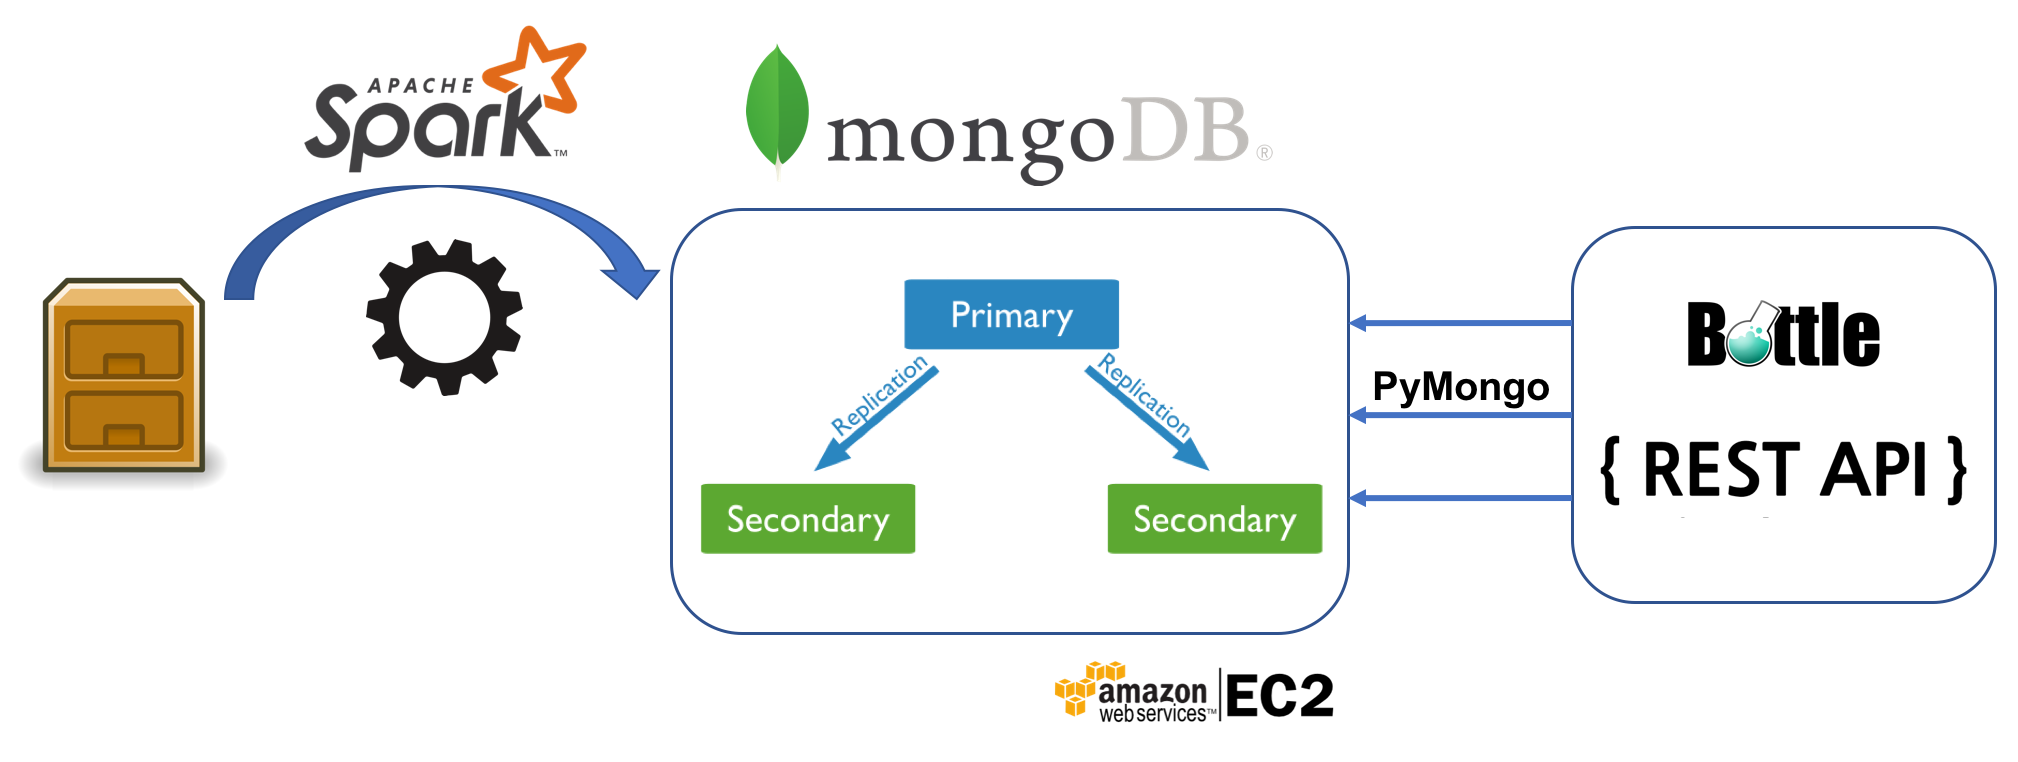 APACHE
Spark™
mongoDB®
Primary
Replication
Replication
Secondary
Secondary
PyMongo
Bottle
{ REST API }
amazon
web services™
EC2